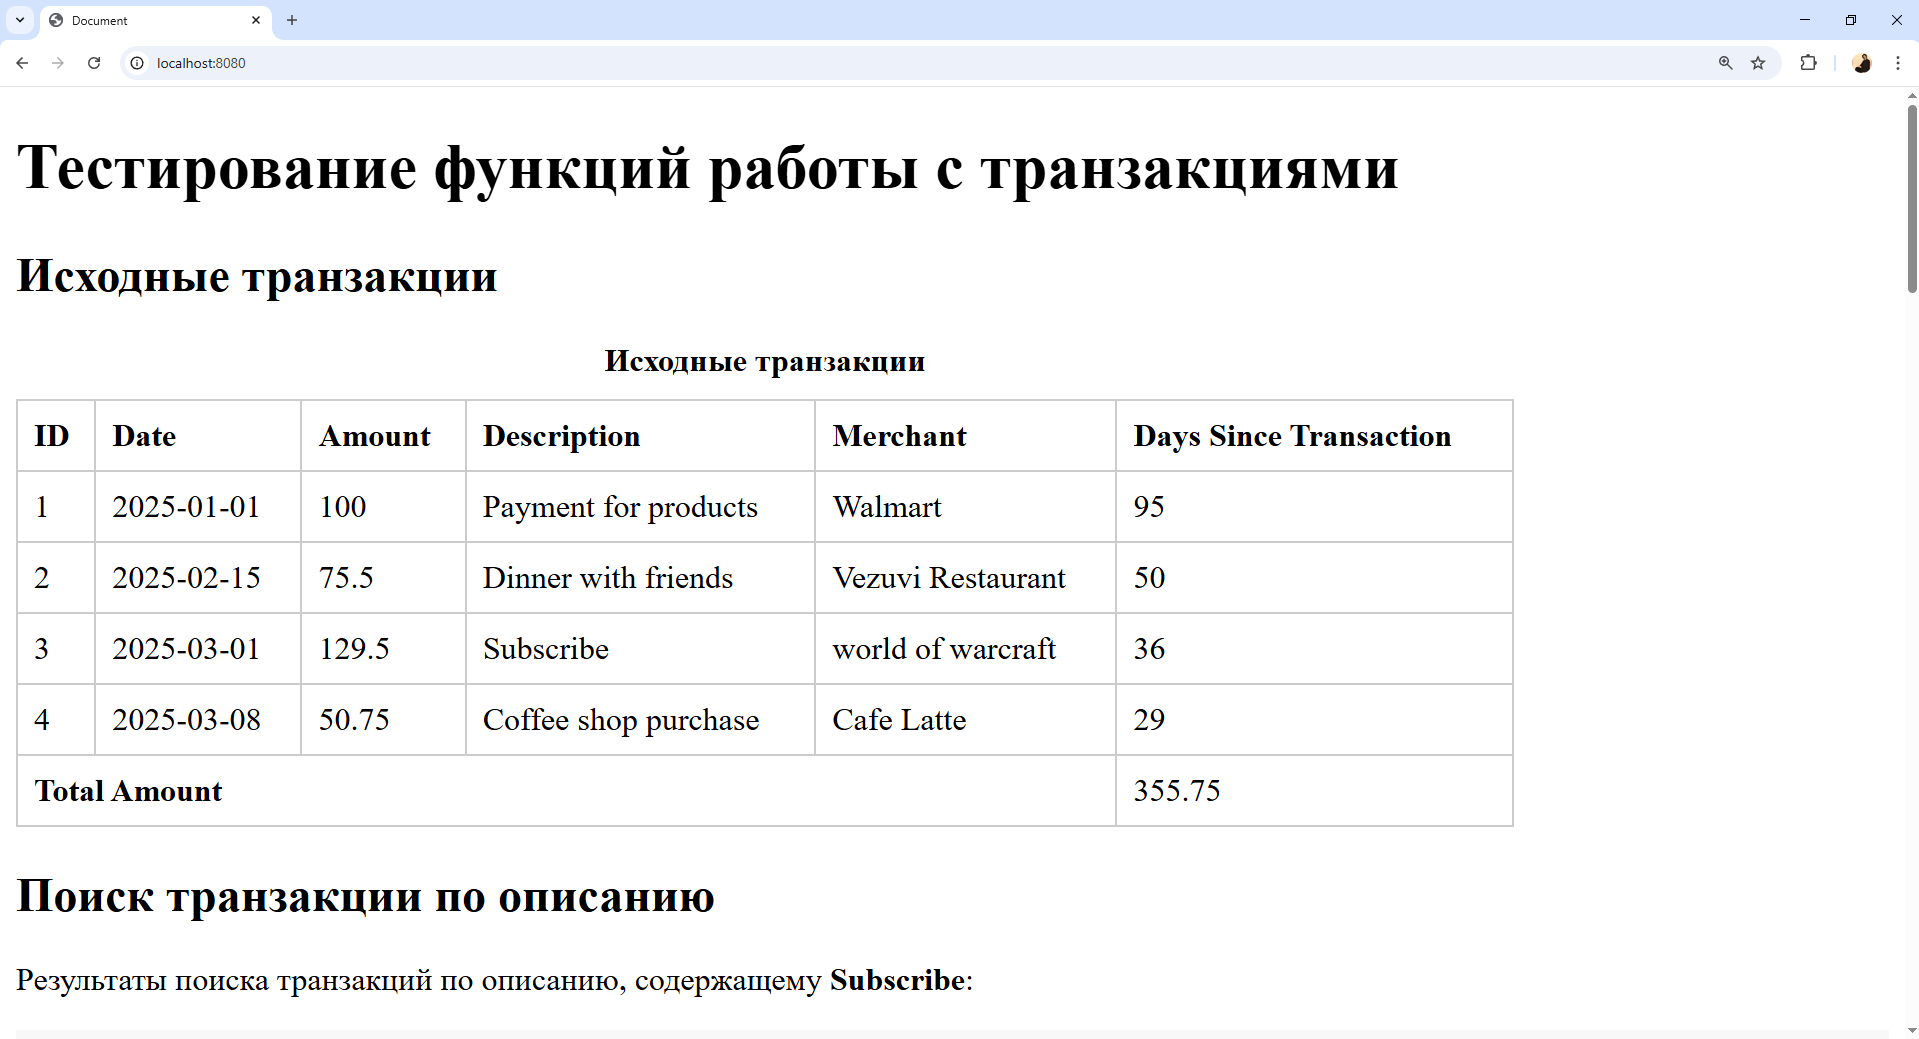 Document
localhost:8080
Тестирование функций работы с транзакциями
Исходные транзакции
Исходные транзакции
ID Date Amount Description Merchant Days Since Transaction
1 2025-01-01 100 Payment for products Walmart 95
2 2025-02-15 75.5 Dinner with friends Vezuvi Restaurant 50
3 2025-03-01 129.5 Subscribe world of warcraft 36
4 2025-03-08 50.75 Coffee shop purchase Cafe Latte 29
Total Amount 355.75
Поиск транзакции по описанию
Результаты поиска транзакций по описанию, содержащему Subscribe: